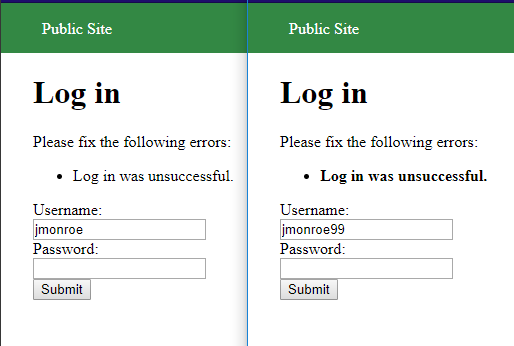 Public Site
Log in
Please fix the following errors:
• Log in was unsuccessful.
Username:
jmonroe
Password:
Submit
Public Site
Log in
Please fix the following errors:
• Log in was unsuccessful.
Username:
jmonroe99
Password:
Submit